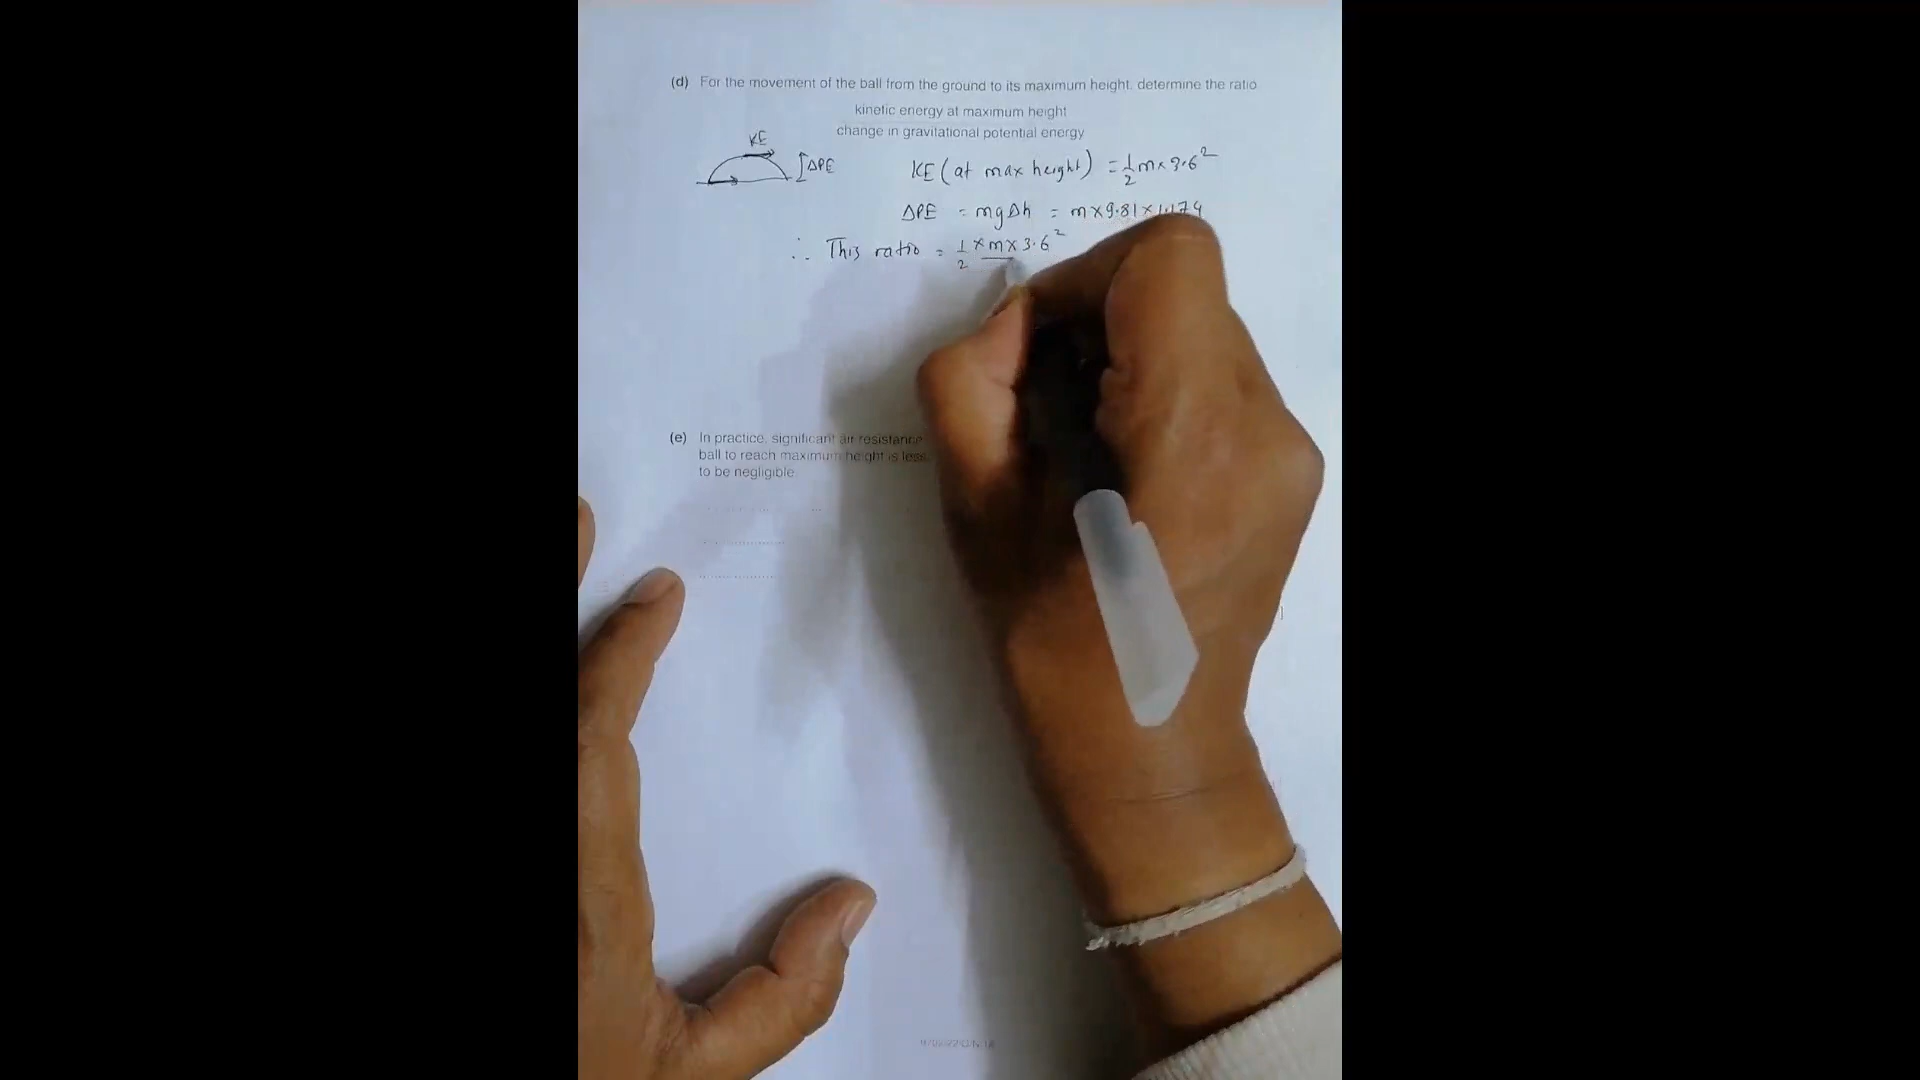 (d) For the movement of the ball from the ground to its maximum height, determine the ratio
kinetic energy at maximum height
change in gravitational potential energy
KE
ΔPE
KE (at max height) = 1/2 m × 3.6²
ΔPE = mgΔh = m × 9.81 × 1.174
∴ This ratio = 1/2 × m × 3.6²
(e) In practice, significant air resistance
ball to reach maximum height is less
to be negligible.
]